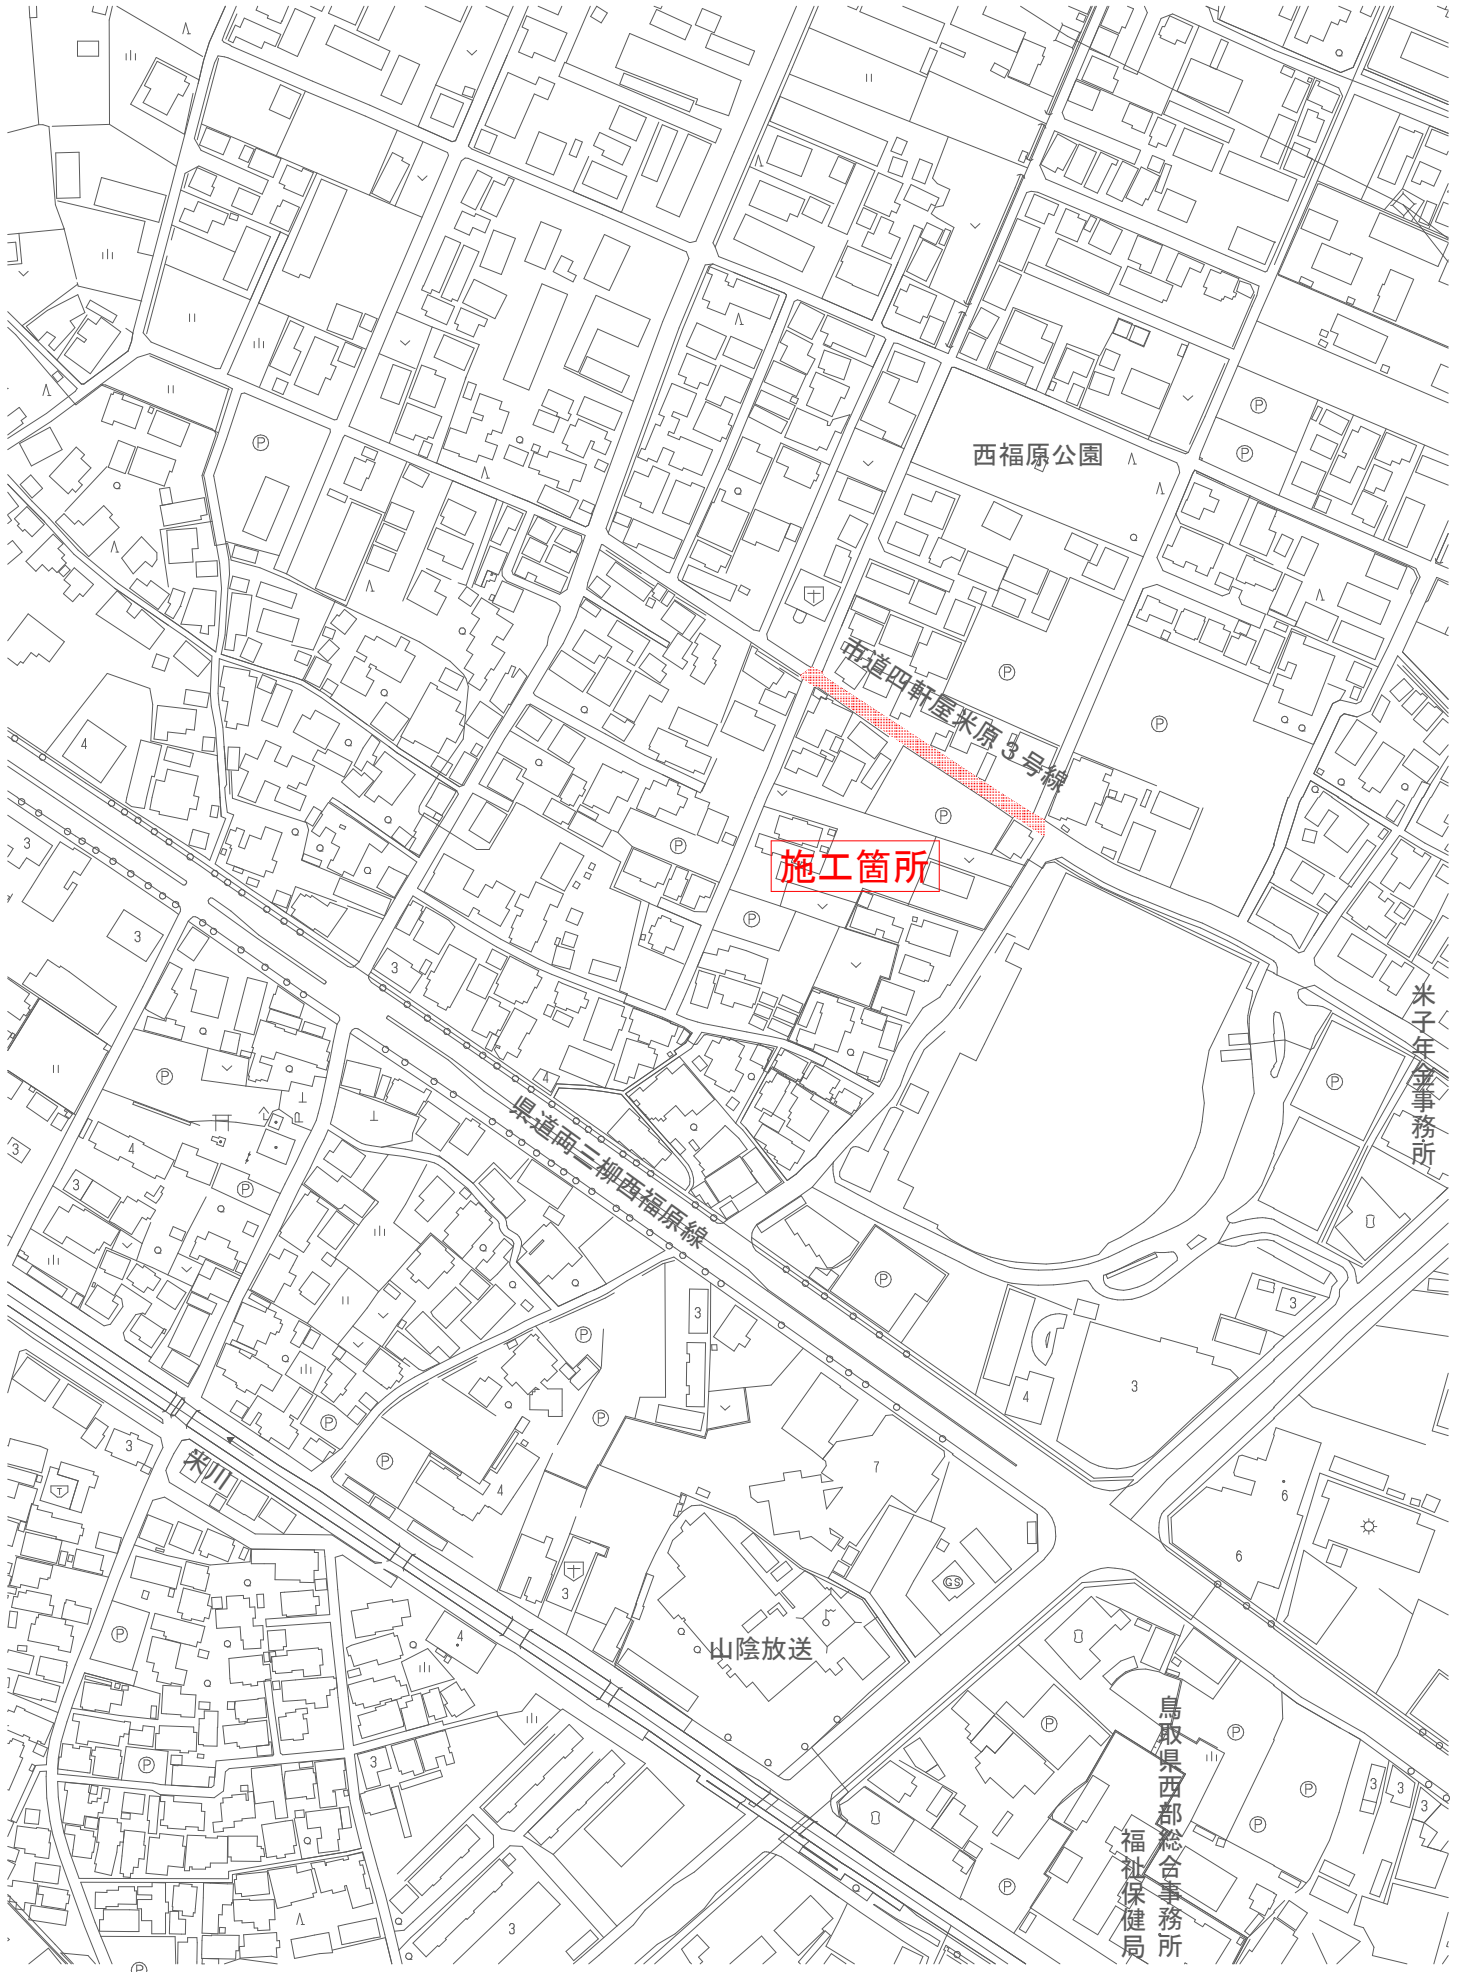 西福原公園
市道四軒屋米原３号線
施工箇所
米子年金事務所
県道両三柳西福原線
米川
山陰放送
鳥取県西部総合事務所
福祉保健局
GS